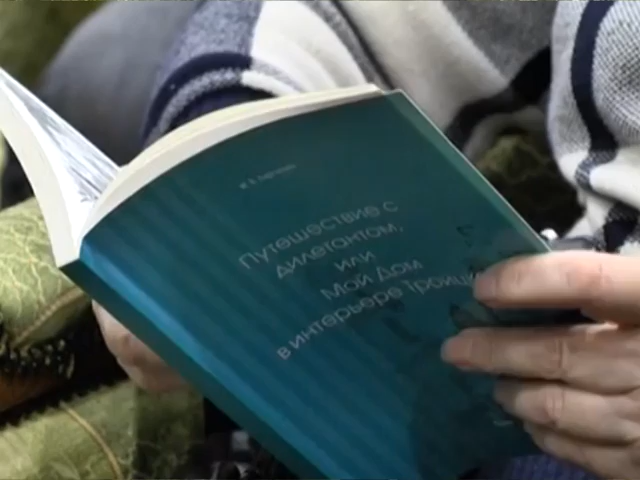 Путешествие с
дилетантом,
или
Мой Дом
в интерьере